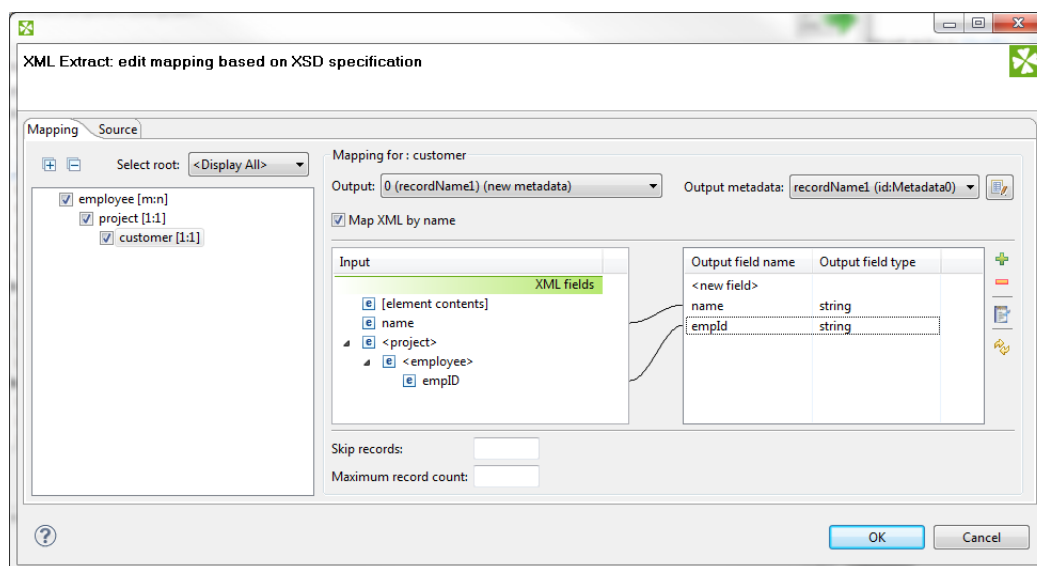 XML Extract: edit mapping based on XSD specification
Mapping Source
Select root: <Display All>
employee [m:n]
project [1:1]
customer [1:1]
Mapping for : customer
Output: 0 (recordName1) (new metadata) Output metadata: recordName1 (id:Metadata0)
Map XML by name
Input
XML fields
[element contents]
name
<project>
<employee>
empID
Output field name Output field type
<new field>
name string
empId string
Skip records:
Maximum record count:
OK Cancel